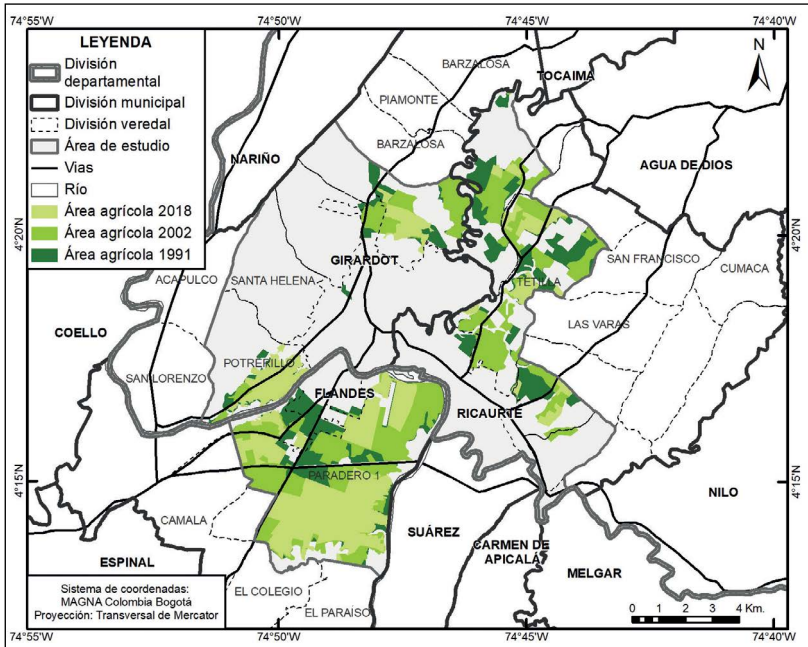 74°55'W 74°50'W 74°45'W 74°40'W
LEYENDA
División
departamental
División municipal
División veredal
Área de estudio
Vias
Río
Área agrícola 2018
Área agrícola 2002
Área agrícola 1991
N
BARZALOSA
TOCAIMA
PIAMONTE
BARZALOSA
NARIÑO
AGUA DE DIOS
4°20'N
4°20'N
GIRARDOT
SAN FRANCISCO
CUMACA
ACAPULCO
SANTA HELENA
TETILLA
COELLO
LAS VARAS
POTRERILLO
SAN LORENZO
FLANDES
RICAURTE
4°15'N
4°15'N
PARADERO 1
NILO
CAMALA
SUÁREZ
CARMEN DE
APICALÁ
MELGAR
ESPINAL
EL COLEGIO
EL PARAÍSO
Sistema de coordenadas:
MAGNA Colombia Bogotá
Proyección: Transversal de Mercator
0 1 2 3 4 Km.
74°55'W 74°50'W 74°45'W 74°40'W